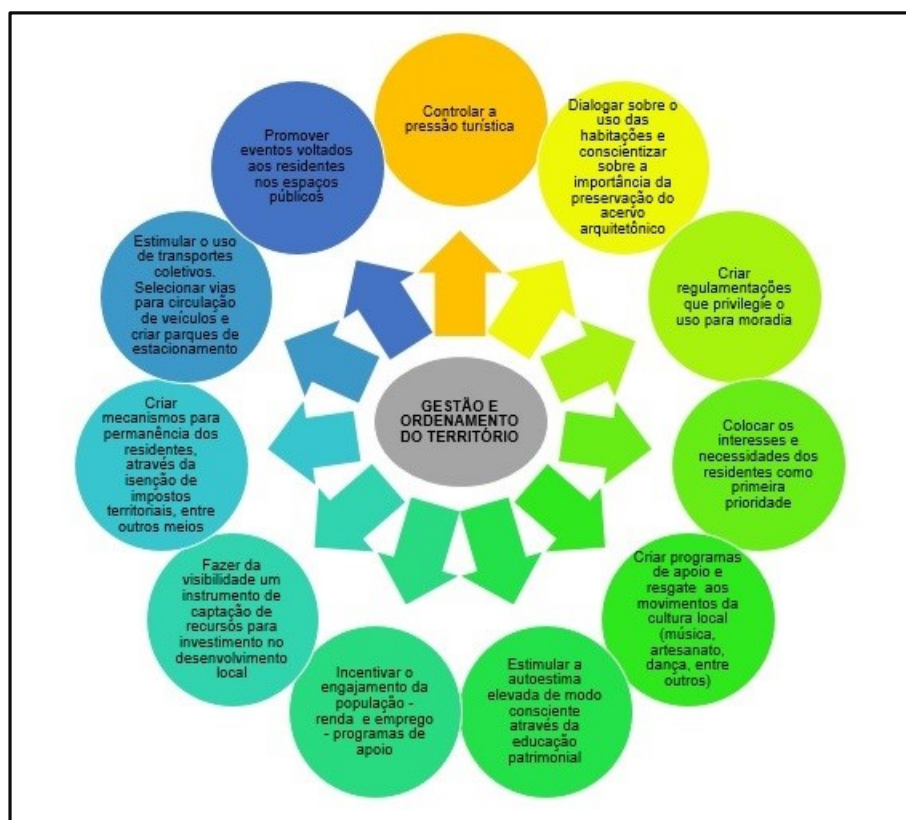 Controlar a
pressão turística
Dialogar sobre o
uso das
habitações e
conscientizar
sobre a
importância da
preservação do
acervo
arquitetônico
Criar
regulamentações
que privilegie o
uso para moradia
Colocar os
interesses e
necessidades dos
residentes como
primeira
prioridade
Criar programas
de apoio e
resgate aos
movimentos da
cultura local
(música,
artesanato,
dança, entre
outros)
Estimular a
autoestima
elevada de modo
consciente
através da
educação
patrimonial
Incentivar o
engajamento da
população -
renda e emprego
- programas de
apoio
Fazer da
visibilidade um
instrumento de
captação de
recursos para
investimento no
desenvolvimento
local
Criar
mecanismos para
permanência dos
residentes,
através da
isenção de
impostos
territoriais, entre
outros meios
Estimular o uso
de transportes
coletivos.
Selecionar vias
para circulação
de veículos e
criar parques de
estacionamento
Promover
eventos voltados
aos residentes
nos espaços
públicos
GESTÃO E
ORDENAMENTO
DO TERRITÓRIO